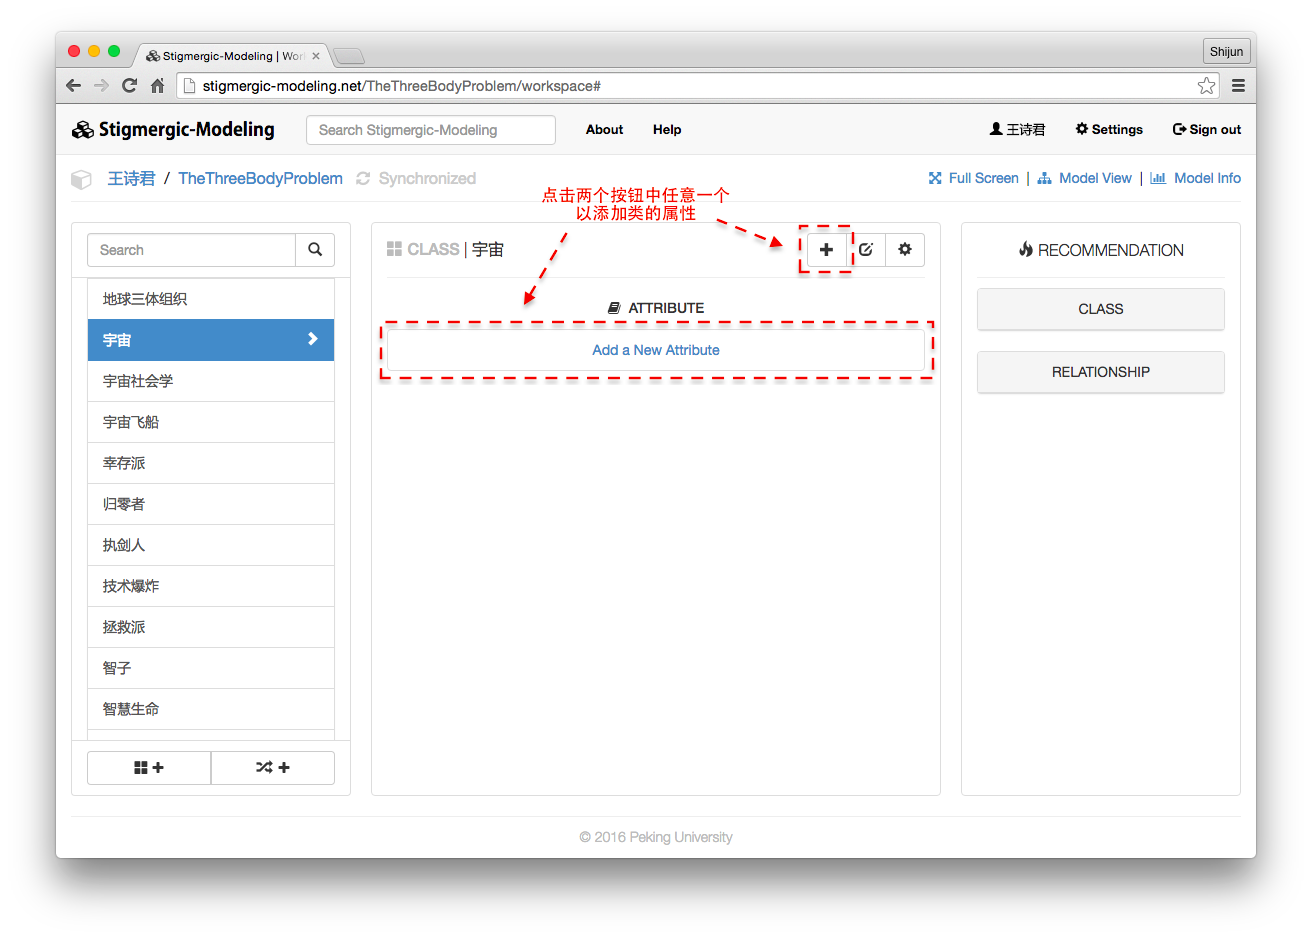 Stigmergic-Modeling | Wor
Shijun
stigmergic-modeling.net/TheThreeBodyProblem/workspace#
Stigmergic-Modeling
Search Stigmergic-Modeling
About
Help
王诗君
Settings
Sign out
王诗君 / TheThreeBodyProblem
Synchronized
Full Screen | Model View | Model Info
点击两个按钮中任意一个
以添加类的属性
Search
地球三体组织
宇宙
宇宙社会学
宇宙飞船
幸存派
归零者
执剑人
技术爆炸
拯救派
智子
智慧生命
CLASS | 宇宙
ATTRIBUTE
Add a New Attribute
RECOMMENDATION
CLASS
RELATIONSHIP
© 2016 Peking University